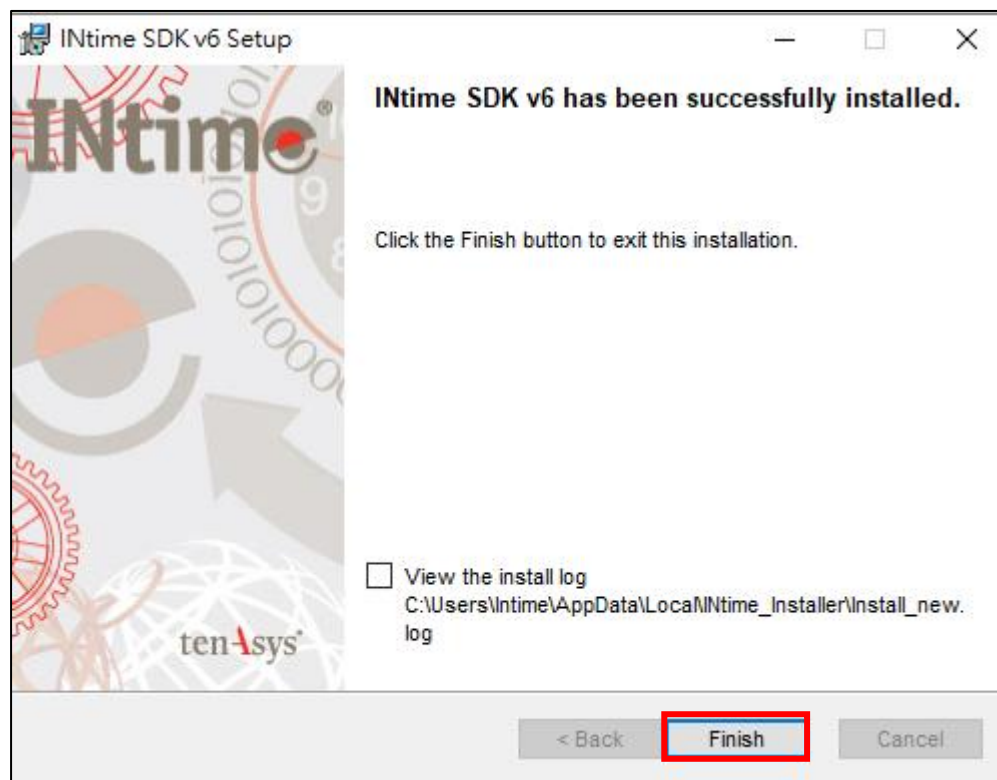 INtime SDK v6 Setup
INtime®
INtime SDK v6 has been successfully installed.
Click the Finish button to exit this installation.
View the install log
C:\Users\Intime\AppData\Local\INtime_Installer\Install_new.
log
tenAsys
< Back
Finish
Cancel